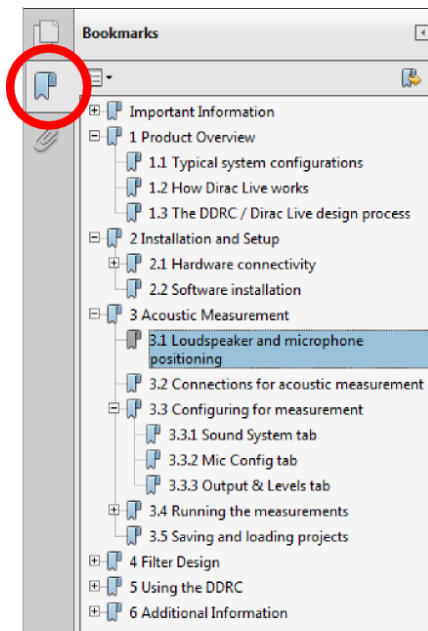 Bookmarks
Important Information
1 Product Overview
1.1 Typical system configurations
1.2 How Dirac Live works
1.3 The DDRC / Dirac Live design process
2 Installation and Setup
2.1 Hardware connectivity
2.2 Software installation
3 Acoustic Measurement
3.1 Loudspeaker and microphone
positioning
3.2 Connections for acoustic measurement
3.3 Configuring for measurement
3.3.1 Sound System tab
3.3.2 Mic Config tab
3.3.3 Output & Levels tab
3.4 Running the measurements
3.5 Saving and loading projects
4 Filter Design
5 Using the DDRC
6 Additional Information